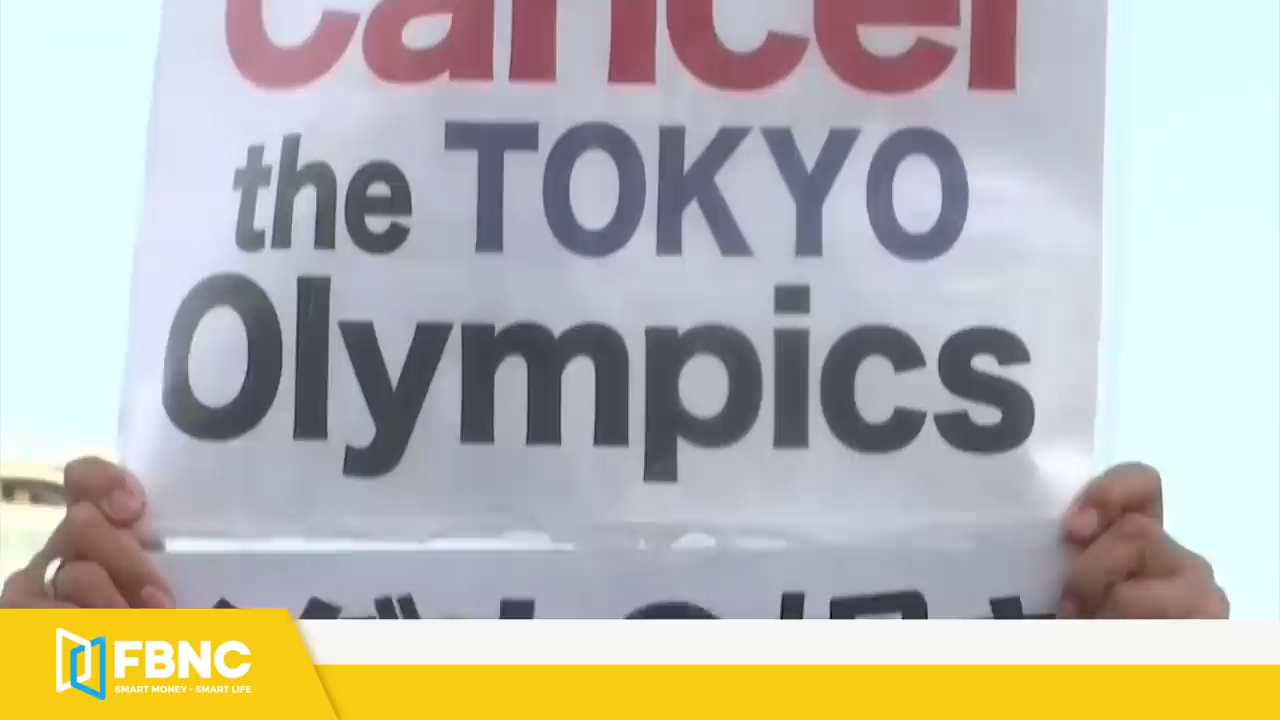 Cancel
the TOKYO
Olympics
FBNC
SMART MONEY - SMART LIFE